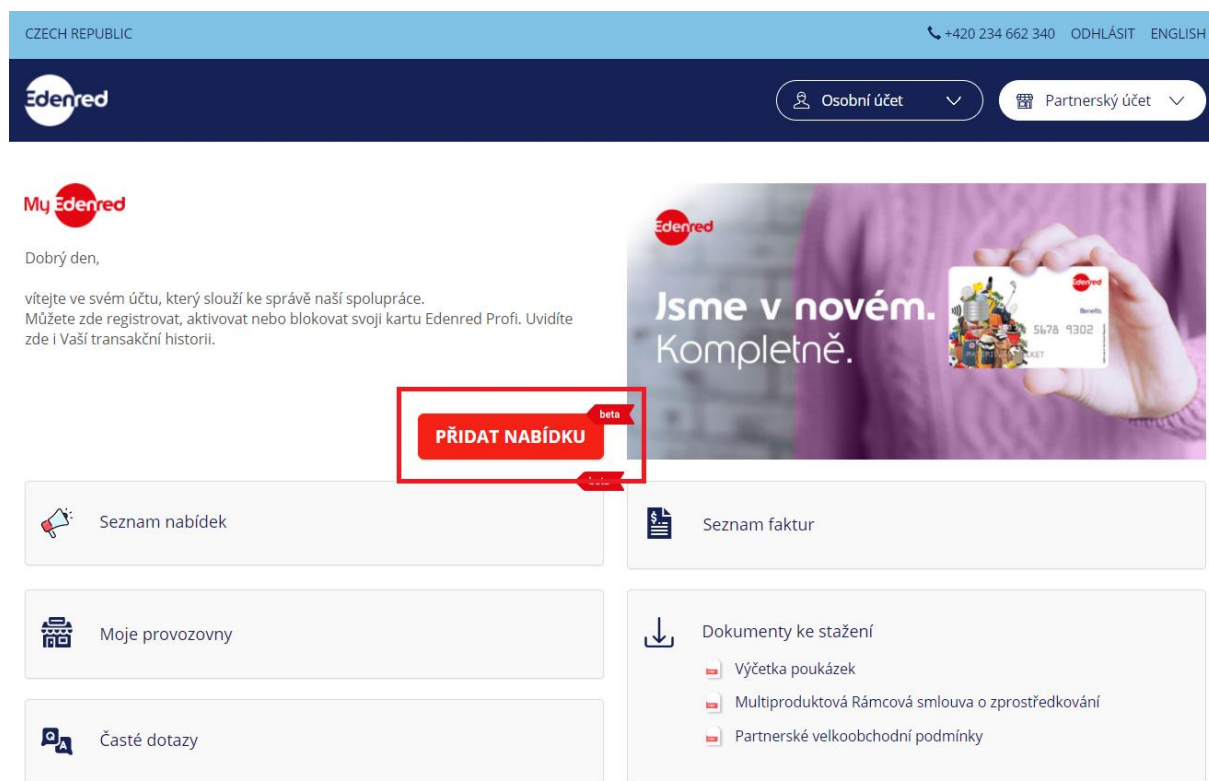 CZECH REPUBLIC
+420 234 662 340 ODHLÁSIT ENGLISH
Edenred
Osobní účet
Partnerský účet
My Edenred
Dobrý den,
vítejte ve svém účtu, který slouží ke správě naší spolupráce.
Můžete zde registrovat, aktivovat nebo blokovat svoji kartu Edenred Profi. Uvidíte
zde i Vaší transakční historii.
beta
PŘIDAT NABÍDKU
Edenred
Jsme v novém.
Kompletně.
Edenred
Benefits
5678 9302
beta
Seznam nabídek
Seznam faktur
Moje provozovny
Dokumenty ke stažení
Výčetka poukázek
Multiproduktová Rámcová smlouva o zprostředkování
Partnerské velkoobchodní podmínky
Časté dotazy